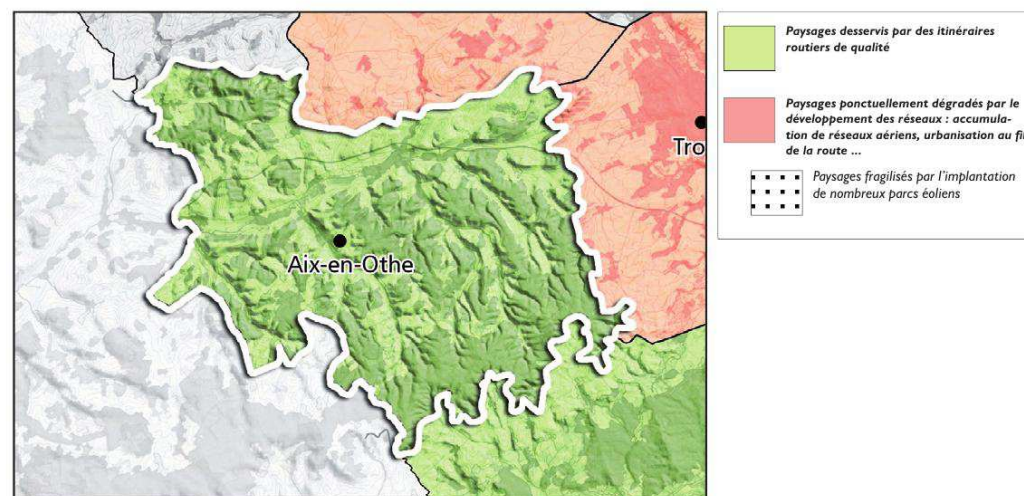 Paysages desservis par des itinéraires
routiers de qualité
Paysages ponctuellement dégradés par le
développement des réseaux : accumula-
tion de réseaux aériens, urbanisation au fil
de la route ...
Paysages fragilisés par l'implantation
de nombreux parcs éoliens
Tro
Aix-en-Othe